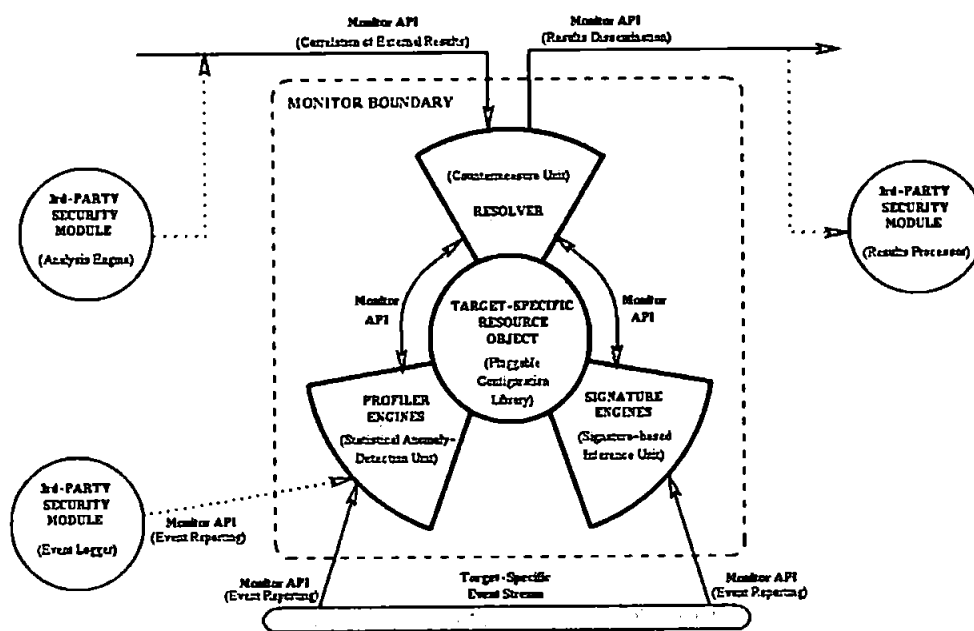 Monitor API
(Correlation of External Results)
Monitor API
(Results Dissemination)
MONITOR BOUNDARY
(Countermeasure Unit)
RESOLVER
3rd-PARTY
SECURITY
MODULE
(Analysis Engine)
3rd-PARTY
SECURITY
MODULE
(Results Processor)
Monitor
API
TARGET-SPECIFIC
RESOURCE
OBJECT
(Pluggable
Configuration
Library)
Monitor
API
PROFILER
ENGINES
(Statistical Anomaly-
Detection Unit)
SIGNATURE
ENGINES
(Signature-based
Inference Unit)
3rd-PARTY
SECURITY
MODULE
(Event Logger)
Monitor API
(Event Reporting)
Monitor API
(Event Reporting)
Target-Specific
Event Stream
Monitor API
(Event Reporting)